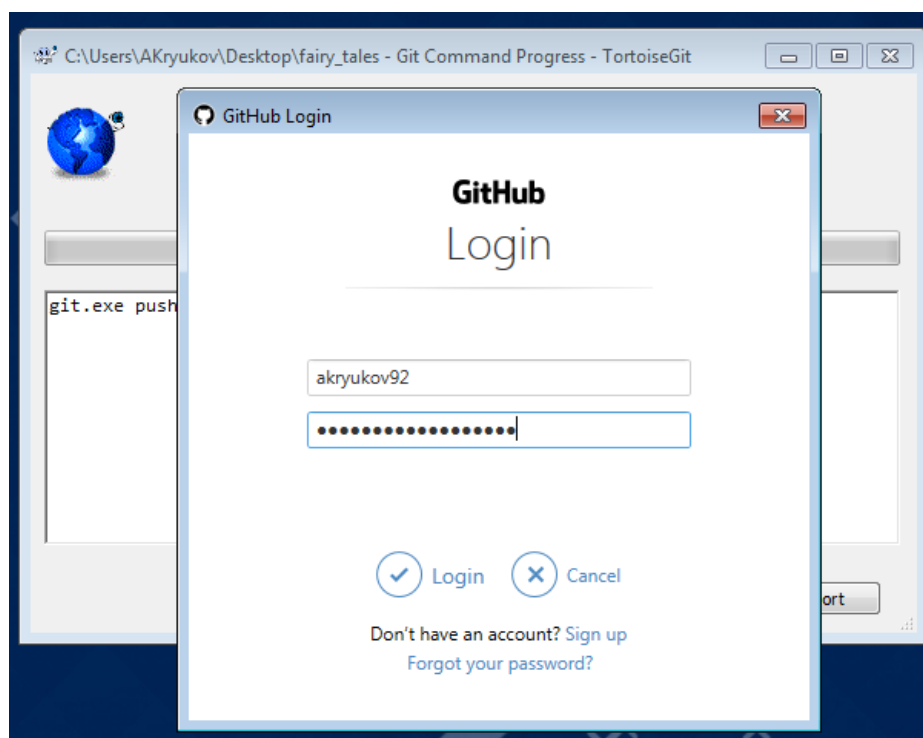 C:\Users\AKryukov\Desktop\fairy_tales - Git Command Progress - TortoiseGit
GitHub Login
GitHub
Login
git.exe push
akryukov92
••••••••••••••••••
Login
Cancel
ort
Don't have an account? Sign up
Forgot your password?